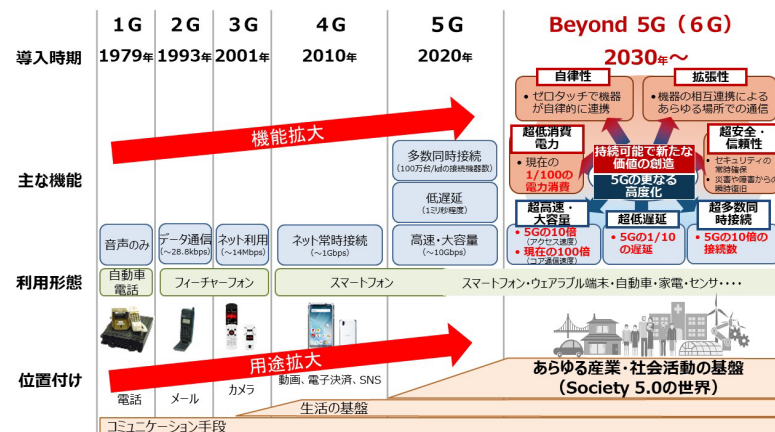 1G
2G
3G
4G
5G
Beyond 5G（6G）
導入時期
1979年
1993年
2001年
2010年
2020年
2030年～
主な機能
機能拡大
自律性
• ゼロタッチで機器
が自律的に連携
拡張性
• 機器の相互連携による
あらゆる場所での通信
超低消費
電力
• 現在の
1/100の
電力消費
持続可能で新たな
価値の創造
5Gの更なる
高度化
超安全・
信頼性
• セキュリティの
常時確保
• 災害や障害からの
瞬時復旧
多数同時接続
(100万台/㎢の接続機器数)
低遅延
(1ミリ秒程度)
音声のみ
データ通信
(～28.8kbps)
ネット利用
(～14Mbps)
ネット常時接続
(～1Gbps)
高速・大容量
(～10Gbps)
超高速・
大容量
• 5Gの10倍
(アクセス速度)
• 現在の100倍
(コア通信速度)
超低遅延
• 5Gの1/10
の遅延
超多数同
時接続
• 5Gの10倍の
接続数
利用形態
自動車
電話
フィーチャーフォン
スマートフォン
スマートフォン・ウェアラブル端末・自動車・家電・センサ・・・・
位置付け
用途拡大
電話
メール
カメラ
動画、電子決済、SNS
あらゆる産業・社会活動の基盤
（Society 5.0の世界）
生活の基盤
コミュニケーション手段